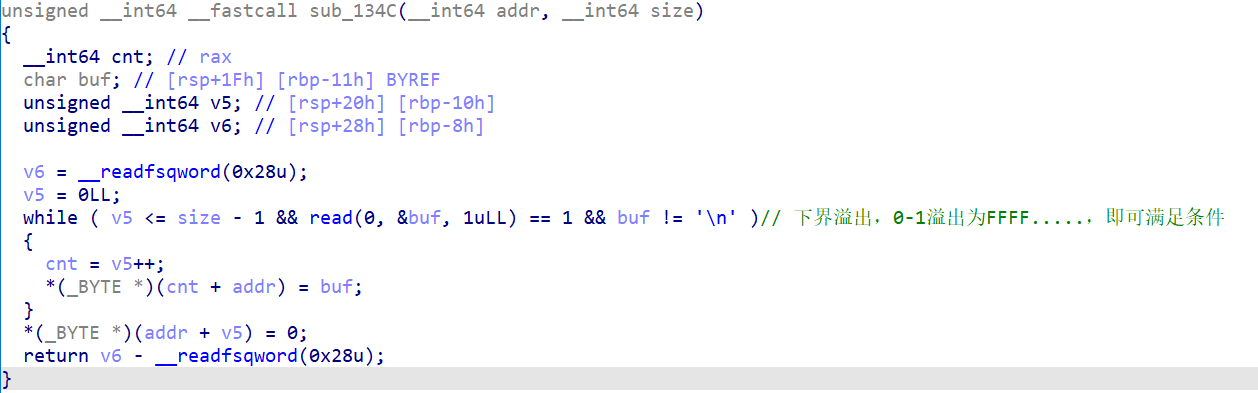 unsigned __int64 __fastcall sub_134C(__int64 addr, __int64 size)
{
  __int64 cnt; // rax
  char buf; // [rsp+1Fh] [rbp-11h] BYREF
  unsigned __int64 v5; // [rsp+20h] [rbp-10h]
  unsigned __int64 v6; // [rsp+28h] [rbp-8h]

  v6 = __readfsqword(0x28u);
  v5 = 0LL;
  while ( v5 <= size - 1 && read(0, &buf, 1uLL) == 1 && buf != '\n' )// 下界溢出，0-1溢出为FFFF.....，即可满足条件
  {
    cnt = v5++;
    *(_BYTE *)(cnt + addr) = buf;
  }
  *(_BYTE *)(addr + v5) = 0;
  return v6 - __readfsqword(0x28u);
}